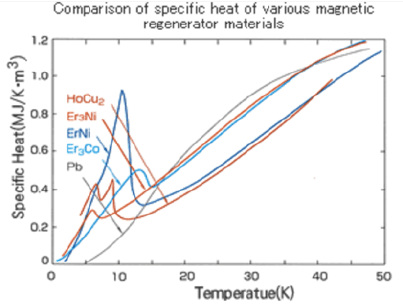 Comparison of specific heat of various magnetic
regenerator materials
Specific Heat(MJ/K·m³)
1.2
1.0
0.8
0.6
0.4
0.2
0
HoCu₂
Er₃Ni
ErNi
Er₃Co
Pb
0
10
20
30
40
50
Temperatue(K)